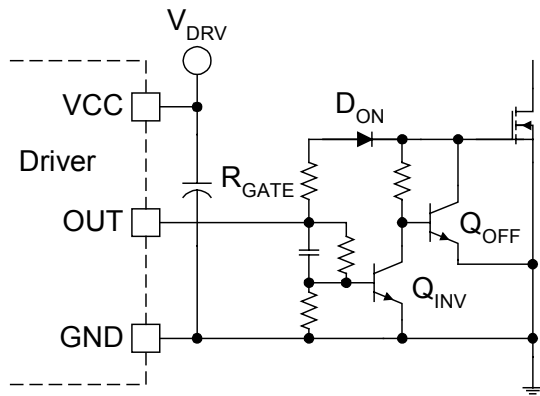 V_DRV
VCC
D_ON
Driver
R_GATE
OUT
Q_OFF
Q_INV
GND